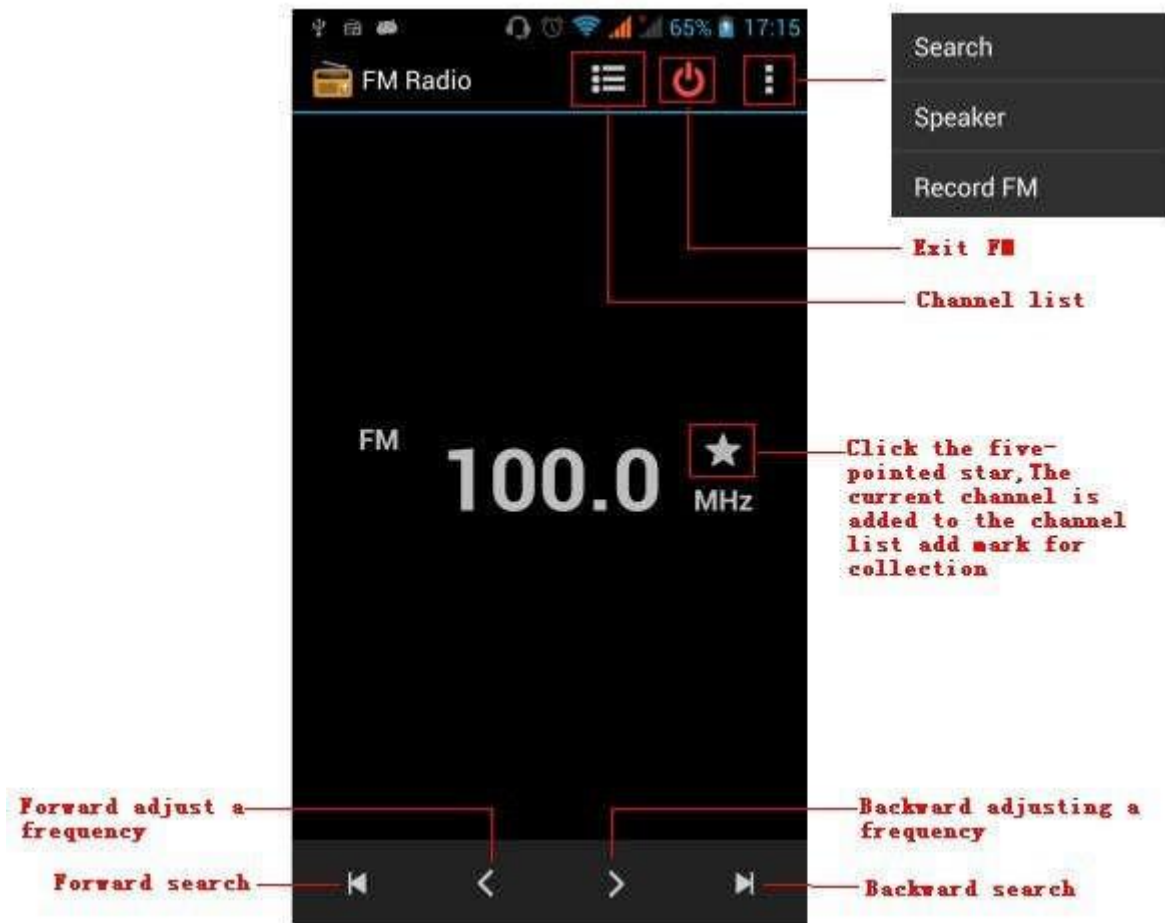 65% 17:15
FM Radio
Search
Speaker
Record FM
Exit FM
Channel list
FM
100.0
MHz
Click the five-
pointed star,The
current channel is
added to the channel
list add mark for
collection
Forward adjust a
frequency
Backward adjusting a
frequency
Forward search
Backward search